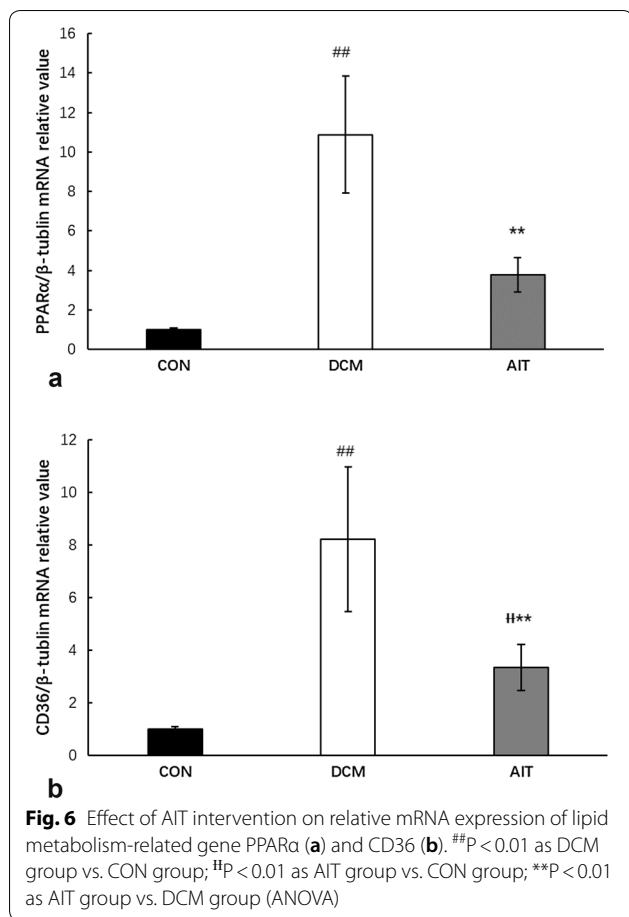 16
##
14
12
10
8
6
**
4
2
0
PPARα/β-tublin mRNA relative value
CON DCM AIT
a
12
##
10
8
6
ƗƗ**
4
2
0
CD36/β-tublin mRNA relative value
CON DCM AIT
b
Fig. 6 Effect of AIT intervention on relative mRNA expression of lipid
metabolism-related gene PPARα (a) and CD36 (b). ##P < 0.01 as DCM
group vs. CON group; ƗƗP < 0.01 as AIT group vs. CON group; **P < 0.01
as AIT group vs. DCM group (ANOVA)